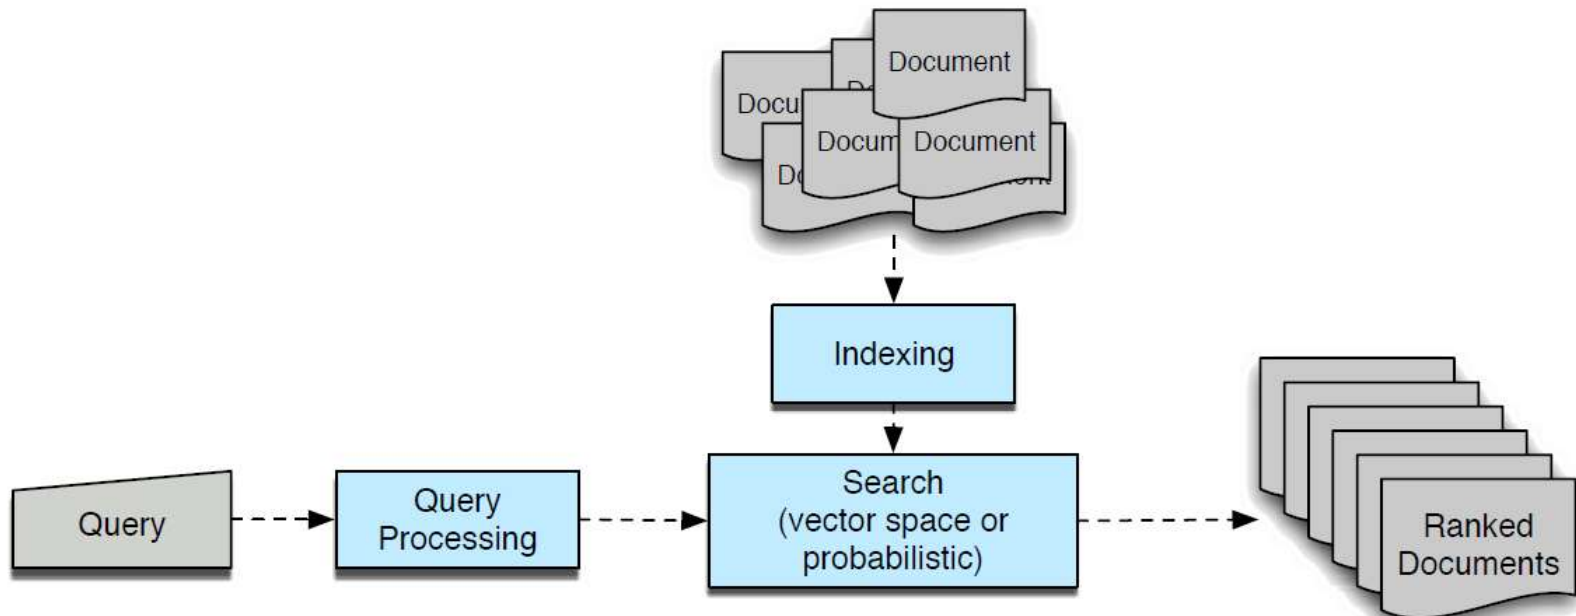 Document
Docu
Docum
Document
Indexing
Search
(vector space or
probabilistic)
Query
Query
Processing
Ranked
Documents